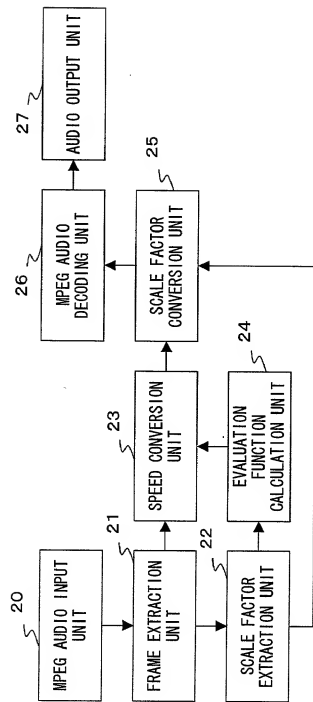 20
MPEG AUDIO INPUT
UNIT
21
FRAME EXTRACTION
UNIT
22
SCALE FACTOR
EXTRACTION UNIT
23
SPEED CONVERSION
UNIT
24
EVALUATION
FUNCTION
CALCULATION UNIT
25
SCALE FACTOR
CONVERSION UNIT
26
MPEG AUDIO
DECODING UNIT
27
AUDIO OUTPUT UNIT